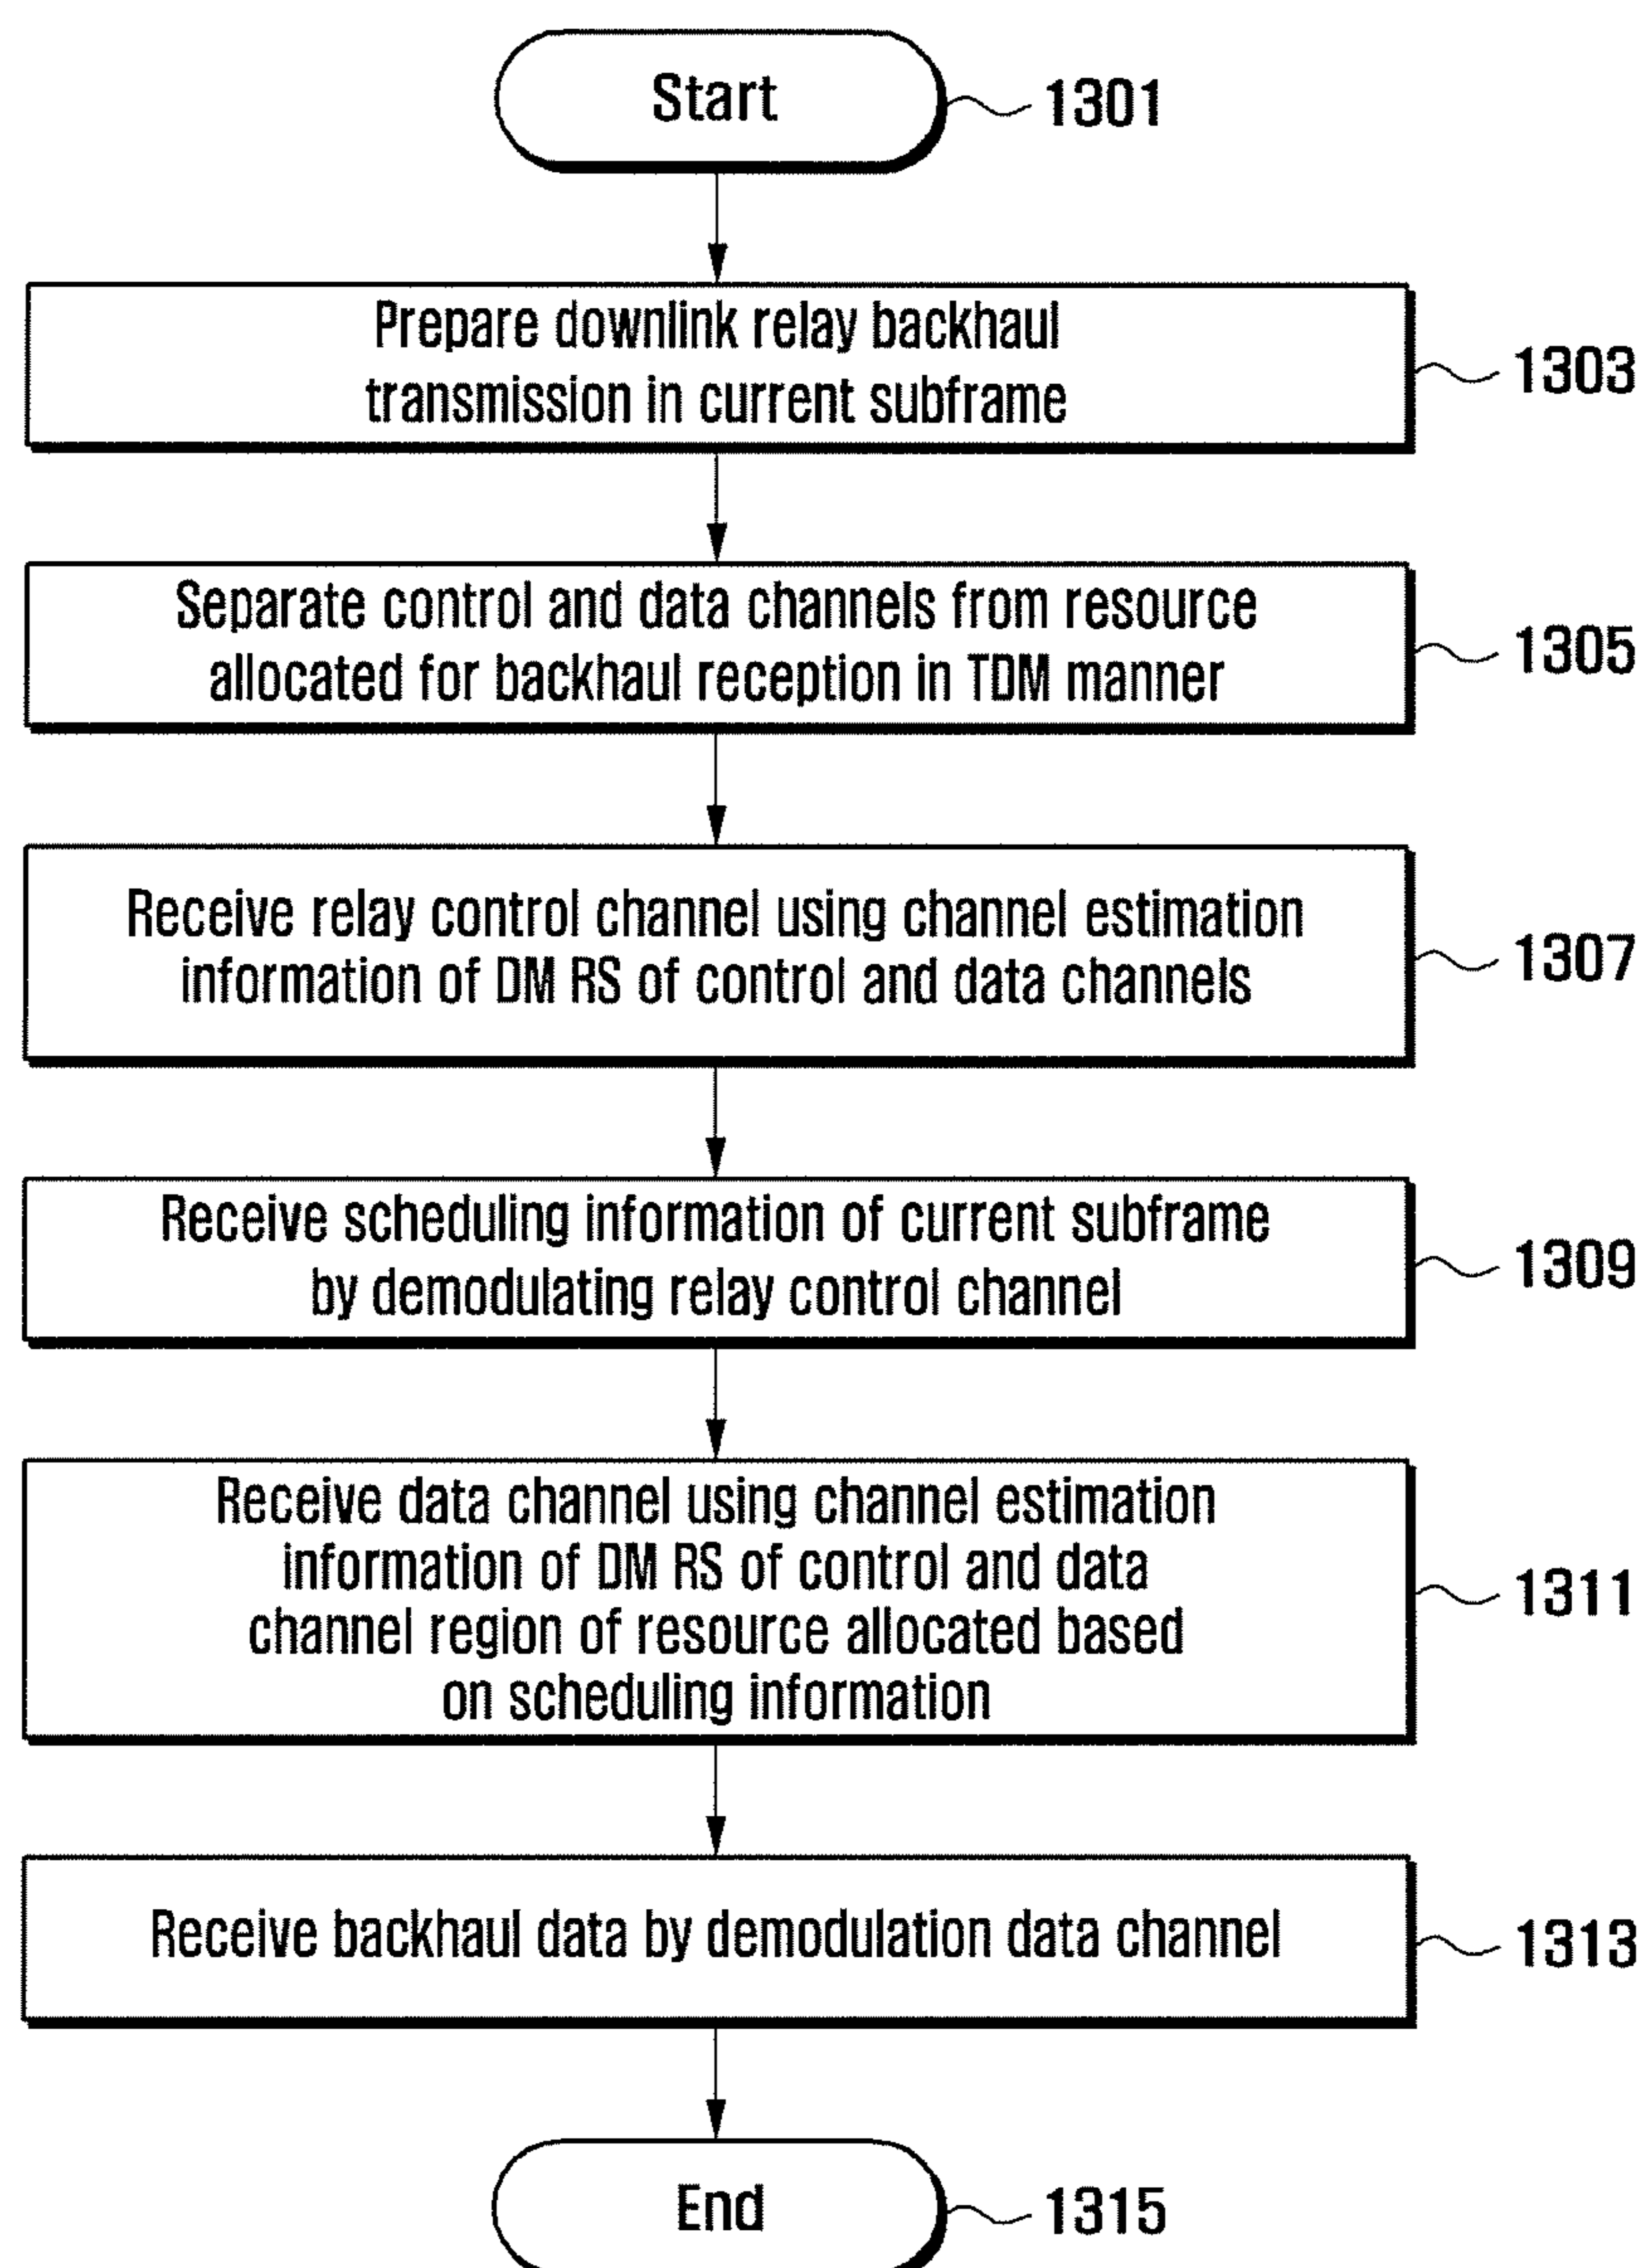 Start
1301
Prepare downlink relay backhaul
transmission in current subframe
1303
Separate control and data channels from resource
allocated for backhaul reception in TDM manner
1305
Receive relay control channel using channel estimation
information of DM RS of control and data channels
1307
Receive scheduling information of current subframe
by demodulating relay control channel
1309
Receive data channel using channel estimation
information of DM RS of control and data
channel region of resource allocated based
on scheduling information
1311
Receive backhaul data by demodulation data channel
1313
End
1315